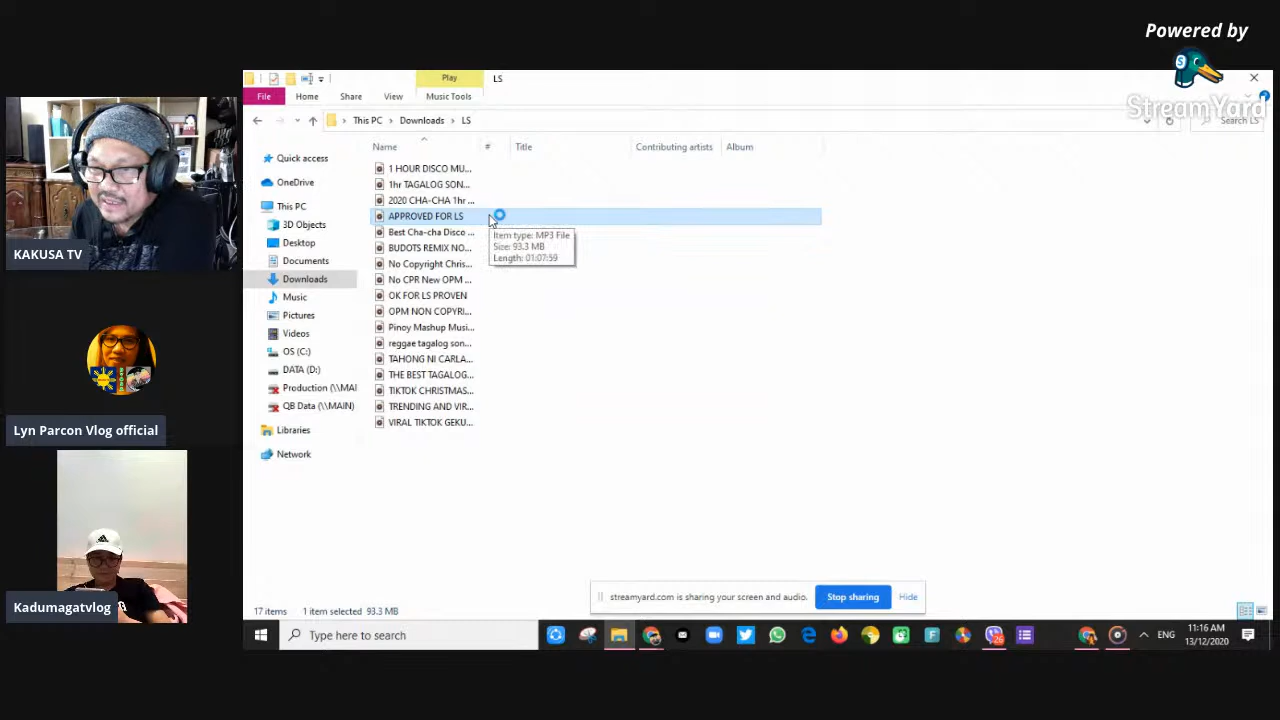 Powered by
StreamYard
Play
LS
File
Home
Share
View
Music Tools
This PC > Downloads > LS
Search LS
Name
#
Title
Contributing artists
Album
Quick access
OneDrive
This PC
3D Objects
Desktop
Documents
Downloads
Music
Pictures
Videos
OS (C:)
DATA (D:)
Production (\\MAI
QB Data (\\MAIN)
Libraries
Network
1 HOUR DISCO MU...
1hr TAGALOG SON...
2020 CHA-CHA 1hr ...
APPROVED FOR LS
Best Cha-cha Disco ...
BUDOTS REMIX NO...
No Copyright Chris...
No CPR New OPM ...
OK FOR LS PROVEN
OPM NON COPYRI...
Pinoy Mashup Musi...
reggae tagalog son...
TAHONG NI CARLA...
THE BEST TAGALOG...
TIKTOK CHRISTMAS...
TRENDING AND VIR...
VIRAL TIKTOK GEKU...
Item type: MP3 File
Size: 93.3 MB
Length: 01:07:59
KAKUSA TV
Lyn Parcon Vlog official
Kadumagatvlog
streamyard.com is sharing your screen and audio.
Stop sharing
Hide
17 items
1 item selected 93.3 MB
Type here to search
26
ENG
11:16 AM
13/12/2020